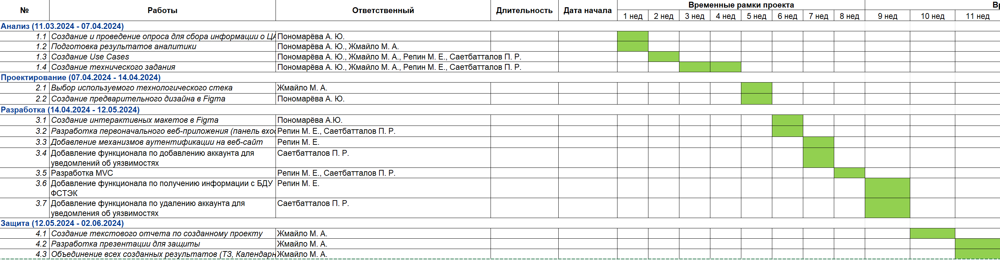 № Работы Ответственный Длительность Дата начала Временные рамки проекта
1 нед 2 нед 3 нед 4 нед 5 нед 6 нед 7 нед 8 нед 9 нед 10 нед 11 нед
Анализ (11.03.2024 - 07.04.2024)
1.1 Создание и проведение опроса для сбора информации о ЦА Пономарёва А. Ю.
1.2 Подготовка результатов аналитики Пономарёва А. Ю., Жмайло М. А.
1.3 Создание Use Cases Пономарёва А. Ю., Жмайло М. А., Репин М. Е., Саетбатталов П. Р.
1.4 Создание технического задания Пономарёва А. Ю., Жмайло М. А., Репин М. Е., Саетбатталов П. Р.
Проектирование (07.04.2024 - 14.04.2024)
2.1 Выбор используемого технологического стека Жмайло М. А.
2.2 Создание предварительного дизайна в Figma Пономарёва А. Ю.
Разработка (14.04.2024 - 12.05.2024)
3.1 Создание интерактивных макетов в Figma Пономарёва А.Ю.
3.2 Разработка первоначального веб-приложения (панель Репин М. Е., Саетбатталов П. Р.
3.3 Добавление механизмов аутентификации на веб-сайт Репин М. Е.
3.4 Добавление функционала по добавлению аккаунта для Саетбатталов П. Р.
уведомлений об уязвимостях
3.5 Разработка MVC Репин М. Е., Саетбатталов П. Р.
3.6 Добавление функционала по получению информации с БДУ Репин М. Е.
ФСТЭК
3.7 Добавление функционала по удалению аккаунта для Саетбатталов П. Р.
уведомления об уязвимостях
Защита (12.05.2024 - 02.06.2024)
4.1 Создание текстового отчета по созданному проекту Жмайло М. А.
4.2 Разработка презентации для защиты Жмайло М. А.
4.3 Объединение всех созданных результатов (ТЗ, Жмайло М. А.